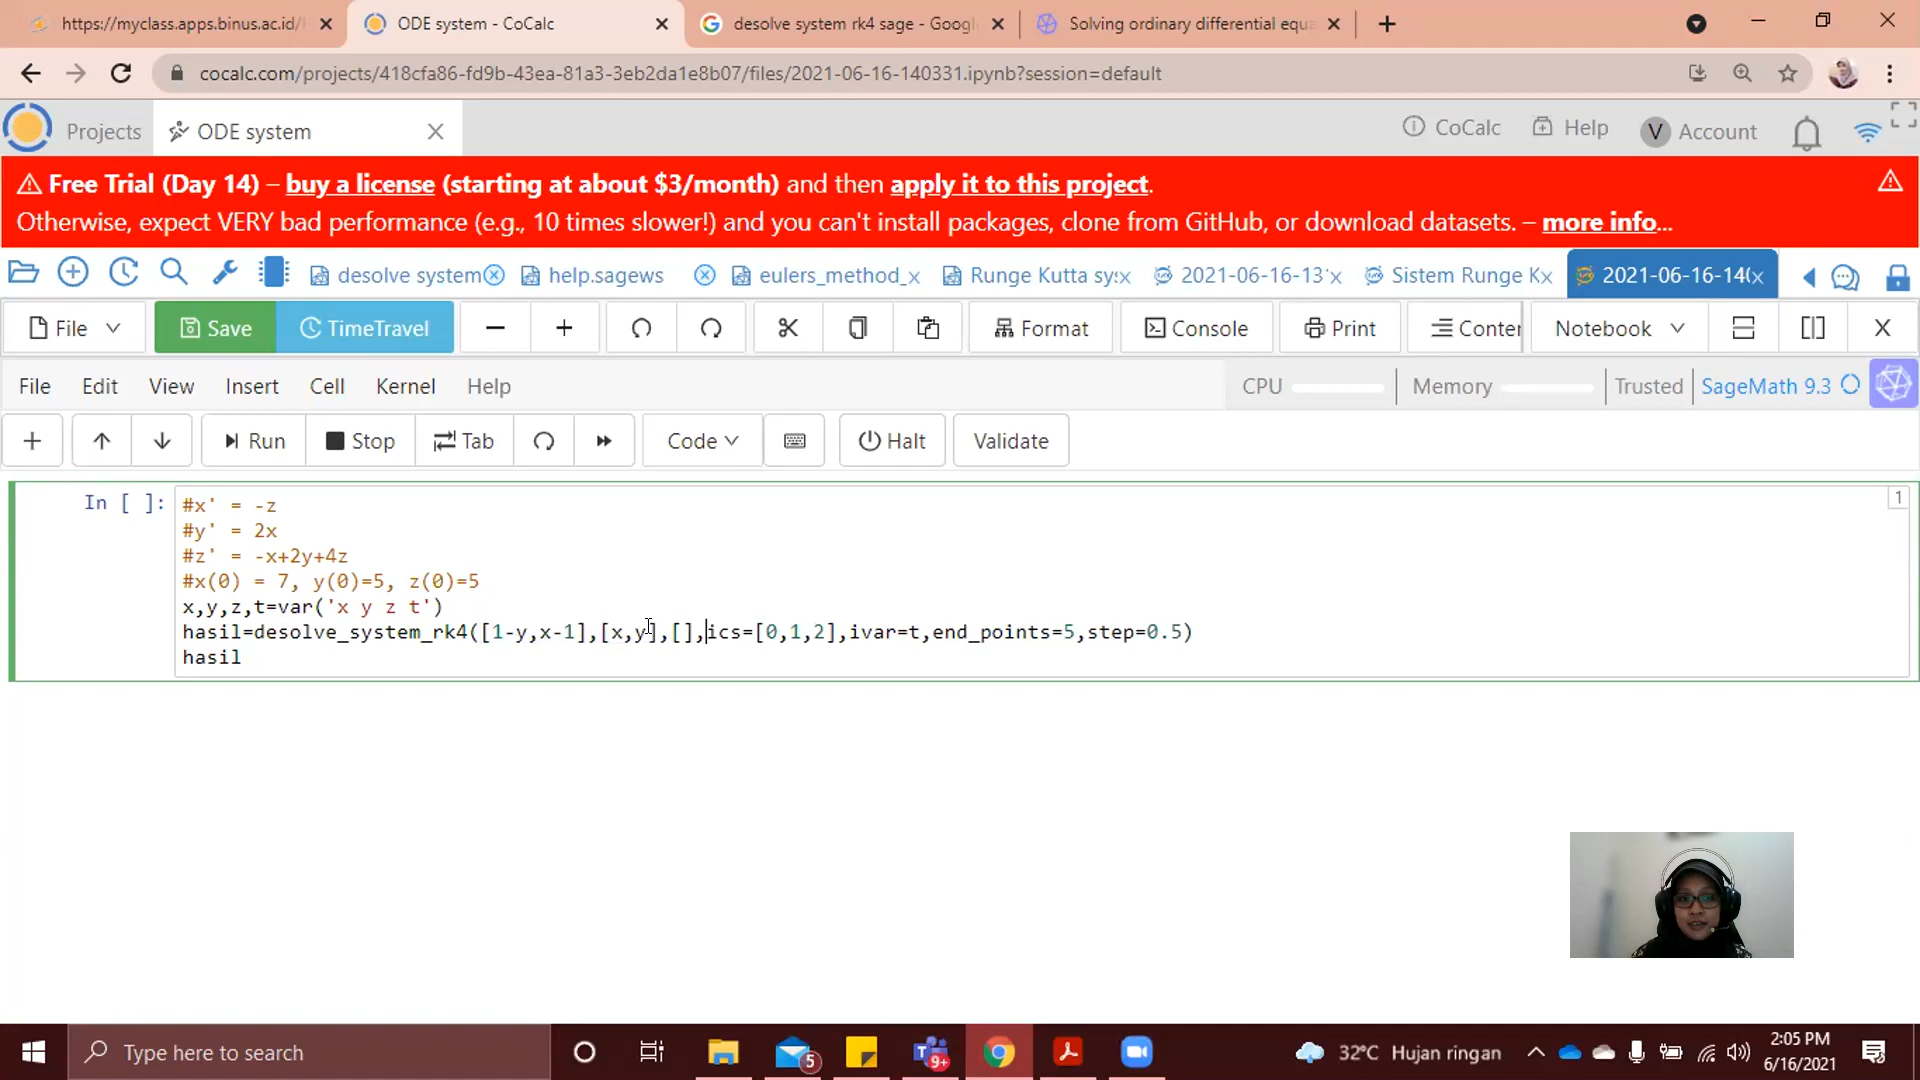 https://myclass.apps.binus.ac.id/
ODE system - CoCalc
desolve system rk4 sage - Googl
Solving ordinary differential equa
cocalc.com/projects/418cfa86-fd9b-43ea-81a3-3eb2da1e8b07/files/2021-06-16-140331.ipynb?session=default
Projects
ODE system
CoCalc
Help
V Account
Free Trial (Day 14) – buy a license (starting at about $3/month) and then apply it to this project.
Otherwise, expect VERY bad performance (e.g., 10 times slower!) and you can't install packages, clone from GitHub, or download datasets. – more info...
desolve system
help.sagews
eulers_method_
Runge Kutta sy
2021-06-16-13
Sistem Runge K
2021-06-16-14
File
Save
TimeTravel
Format
Console
Print
Conter
Notebook
File Edit View Insert Cell Kernel Help
CPU
Memory
Trusted
SageMath 9.3
Run
Stop
Tab
Code
Halt
Validate
In [ ]:
1
#x' = -z
#y' = 2x
#z' = -x+2y+4z
#x(0) = 7, y(0)=5, z(0)=5
x,y,z,t=var('x y z t')
hasil=desolve_system_rk4([1-y,x-1],[x,y],[],ics=[0,1,2],ivar=t,end_points=5,step=0.5)
hasil
Type here to search
5
9+
32°C Hujan ringan
2:05 PM
6/16/2021